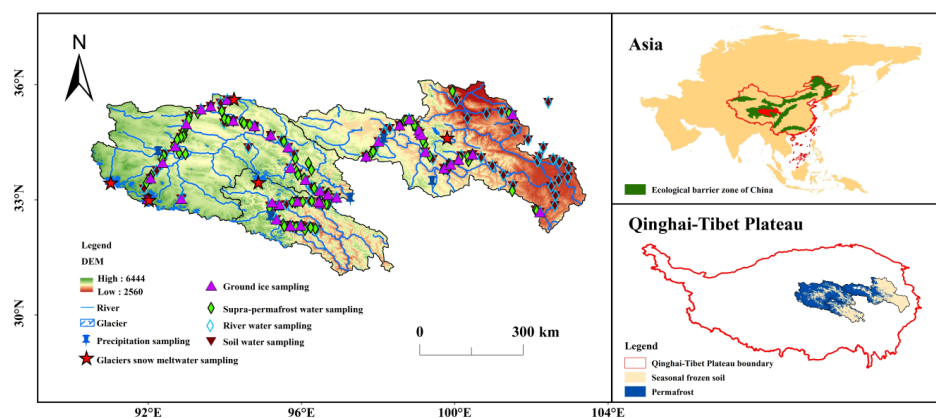 N
36°N
33°N
30°N
92°E
96°E
100°E
104°E
Legend
DEM
High : 6444
Low : 2560
River
Glacier
Precipitation sampling
Glaciers snow meltwater sampling
Ground ice sampling
Supra-permafrost water sampling
River water sampling
Soil water sampling
0
300 km
Asia
Ecological barrier zone of China
Qinghai-Tibet Plateau
Legend
Qinghai-Tibet Plateau boundary
Seasonal frozen soil
Permafrost